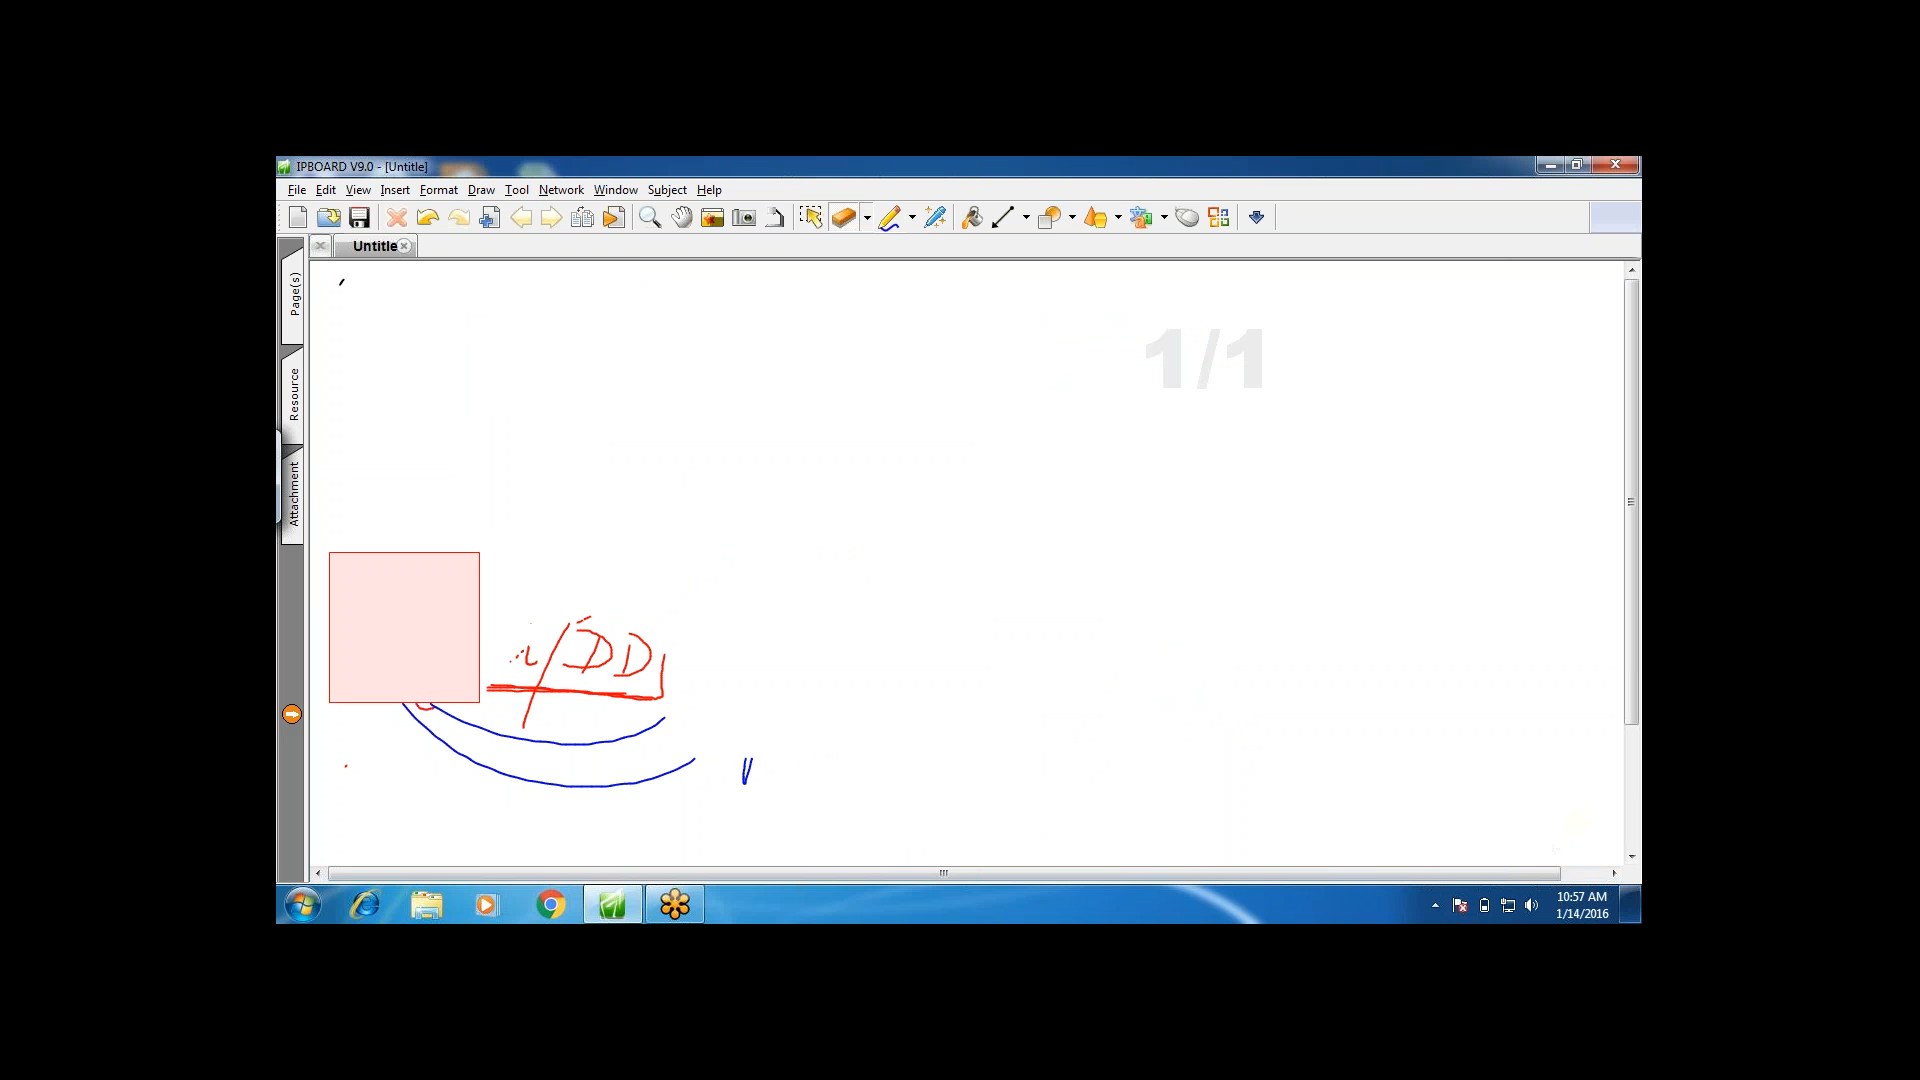 IPBOARD V9.0 - [Untitle]
File Edit View Insert Format Draw Tool Network Window Subject Help
Untitle
Page(s)
Resource
Attachment
1/1
DD
10:57 AM
1/14/2016